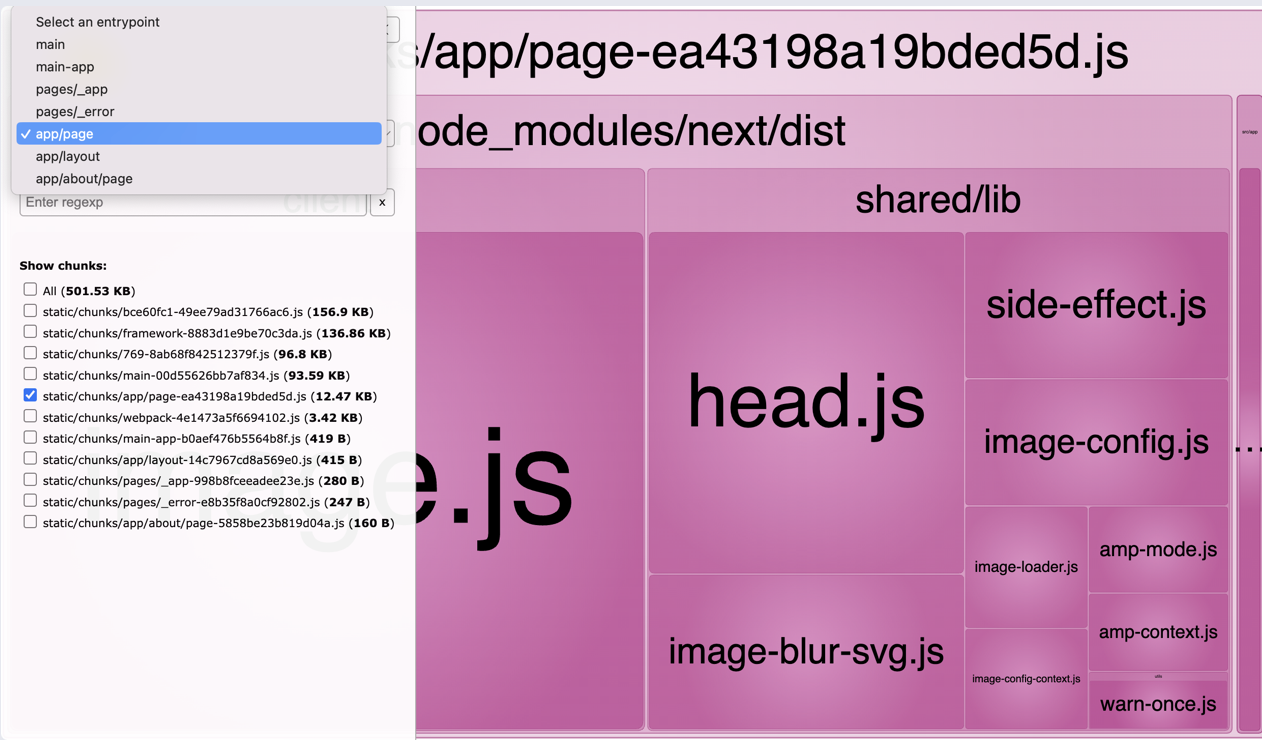 Select an entrypoint
main
main-app
pages/_app
pages/_error
✓ app/page
app/layout
app/about/page
Enter regexp
x
Show chunks:
All (501.53 KB)
static/chunks/bce60fc1-49ee79ad31766ac6.js (156.9 KB)
static/chunks/framework-8883d1e9be70c3da.js (136.86 KB)
static/chunks/769-8ab68f842512379f.js (96.8 KB)
static/chunks/main-00d55626bb7af834.js (93.59 KB)
static/chunks/app/page-ea43198a19bded5d.js (12.47 KB)
static/chunks/webpack-4e1473a5f6694102.js (3.42 KB)
static/chunks/main-app-b0aef476b5564b8f.js (419 B)
static/chunks/app/layout-14c7967cd8a569e0.js (415 B)
static/chunks/pages/_app-998b8fceeadee23e.js (280 B)
static/chunks/pages/_error-e8b35f8a0cf92802.js (247 B)
static/chunks/app/about/page-5858be23b819d04a.js (160 B)
s/app/page-ea43198a19bded5d.js
node_modules/next/dist
src/app
client
shared/lib
image.js
head.js
side-effect.js
image-config.js
...
image-loader.js
amp-mode.js
amp-context.js
image-blur-svg.js
image-config-context.js
utils
warn-once.js